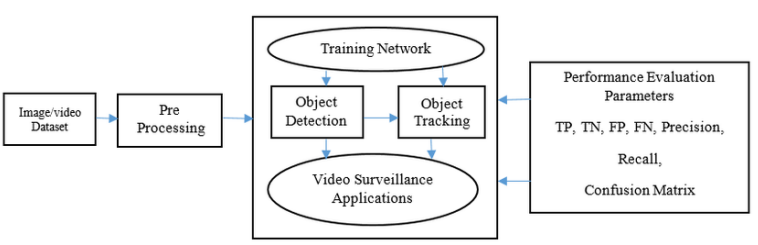 Image/video
Dataset
Pre
Processing
Training Network
Object
Detection
Object
Tracking
Video Surveillance
Applications
Performance Evaluation
Parameters
TP, TN, FP, FN, Precision,
Recall,
Confusion Matrix